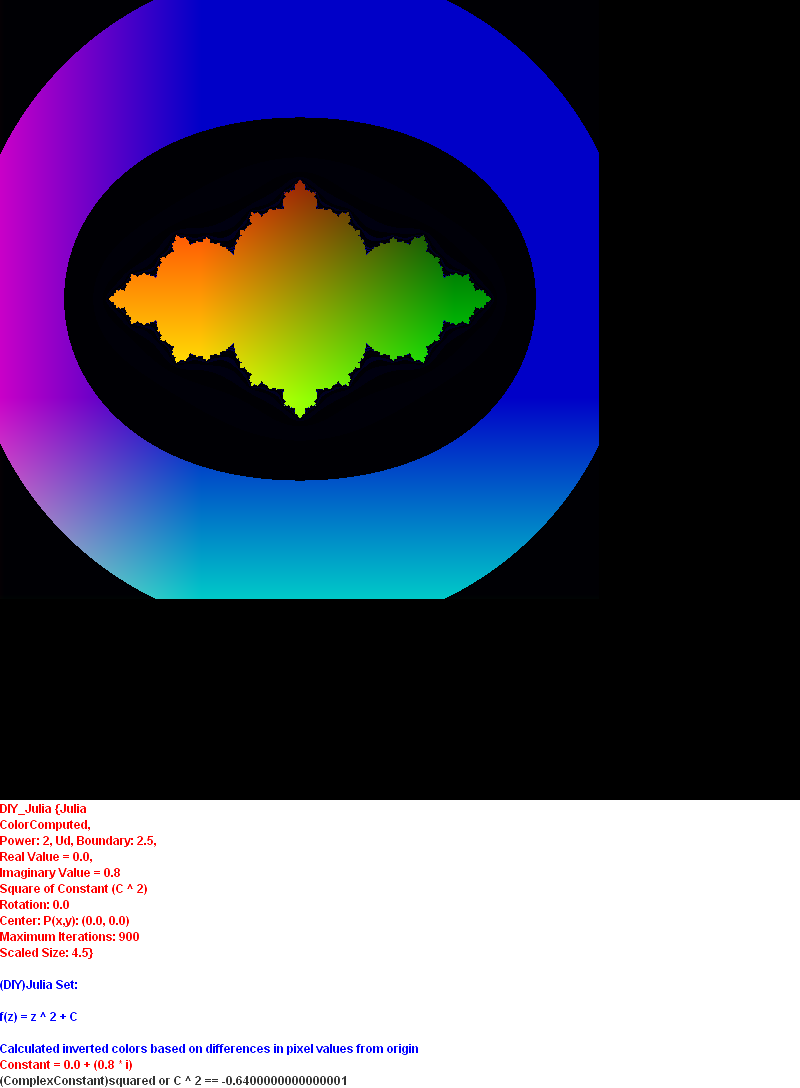 DIY_Julia {Julia
ColorComputed,
Power: 2, Ud, Boundary: 2.5,
Real Value = 0.0,
Imaginary Value = 0.8
Square of Constant (C ^ 2)
Rotation: 0.0
Center: P(x,y): (0.0, 0.0)
Maximum Iterations: 900
Scaled Size: 4.5}
(DIY)Julia Set:
f(z) = z ^ 2 + C
Calculated inverted colors based on differences in pixel values from origin
Constant = 0.0 + (0.8 * i)
(ComplexConstant)squared or C ^ 2 == -0.6400000000000001